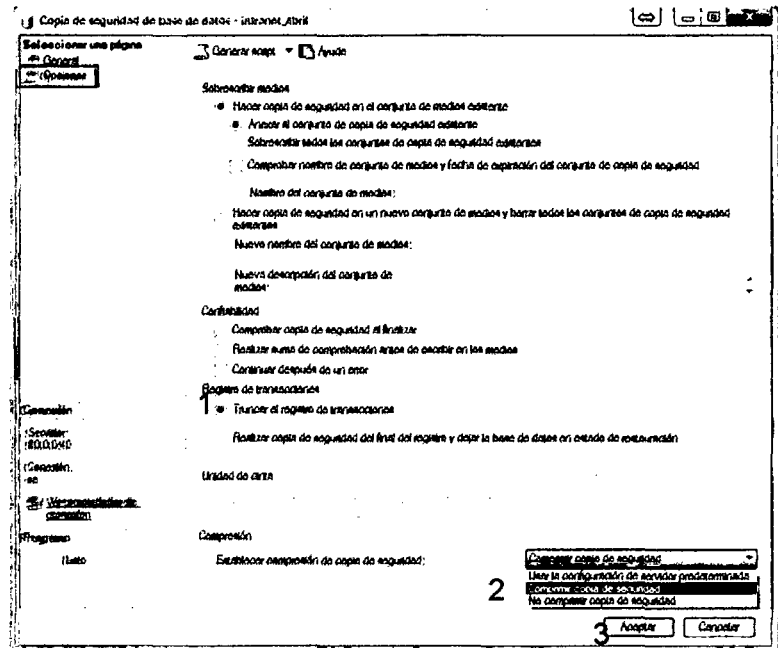 Copia de seguridad de base de datos - intranet_Abril
Seleccionar una página
General
Opciones
Generar script Ayuda
Sobrescribir medios
Hacer copia de seguridad en el conjunto de medios existente
Anexar al conjunto de copia de seguridad existente
Sobrescribir todos los conjuntos de copia de seguridad existentes
Comprobar nombre de conjunto de medios y fecha de expiración del conjunto de copia de seguridad
Nombre del conjunto de medios:
Hacer copia de seguridad en un nuevo conjunto de medios y borrar todos los conjuntos de copia de seguridad
existentes
Nuevo nombre del conjunto de medios:
Nueva descripción del conjunto de
medios:
Confiabilidad
Comprobar copia de seguridad al finalizar
Realizar suma de comprobación antes de escribir en los medios
Continuar después de un error
Registro de transacciones
1
Truncar el registro de transacciones
Realizar copia de seguridad del final del registro y dejar la base de datos en estado de restauración
Unidad de cinta
Conexión
Servidor:
Conexión:
sa
Ver propiedades de
conexión
Progreso
Listo
Compresión
Establecer compresión de copia de seguridad:
Comprimir copia de seguridad
Usar la configuración de servidor predeterminada
2
Comprimir copia de seguridad
No comprimir copia de seguridad
3
Aceptar Cancelar